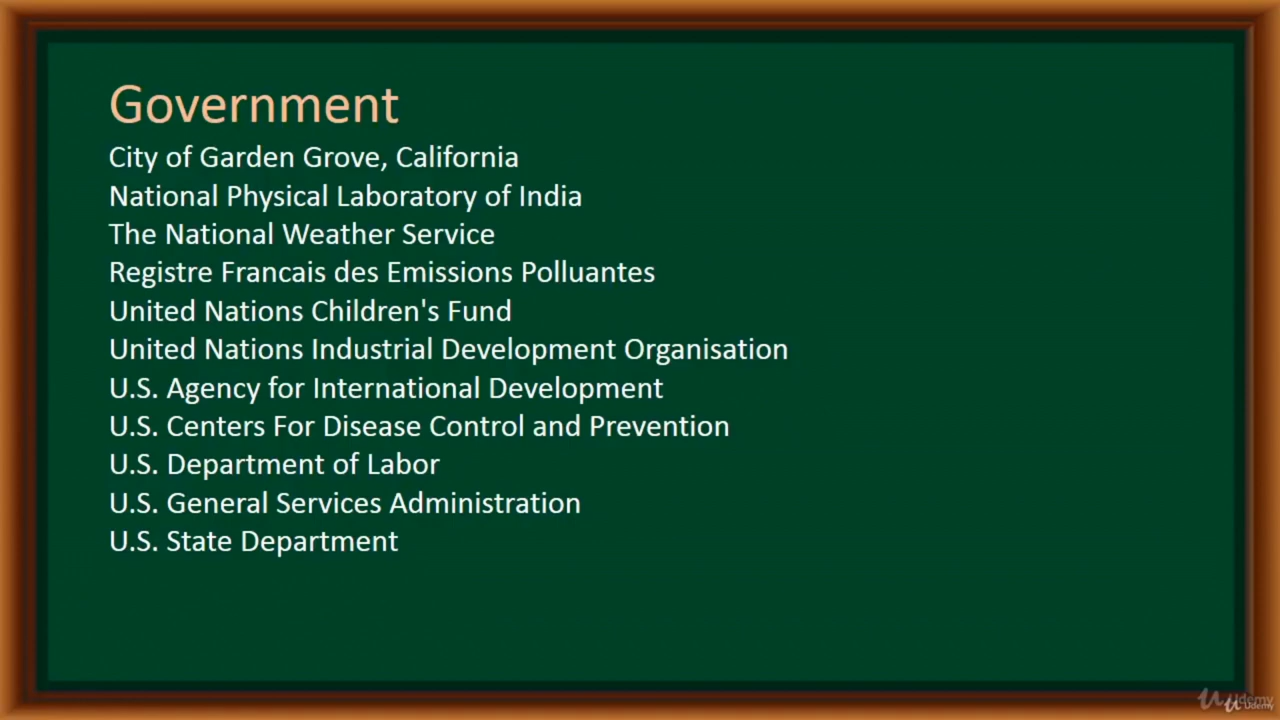 Government
City of Garden Grove, California
National Physical Laboratory of India
The National Weather Service
Registre Francais des Emissions Polluantes
United Nations Children's Fund
United Nations Industrial Development Organisation
U.S. Agency for International Development
U.S. Centers For Disease Control and Prevention
U.S. Department of Labor
U.S. General Services Administration
U.S. State Department
Udemy
Udemy